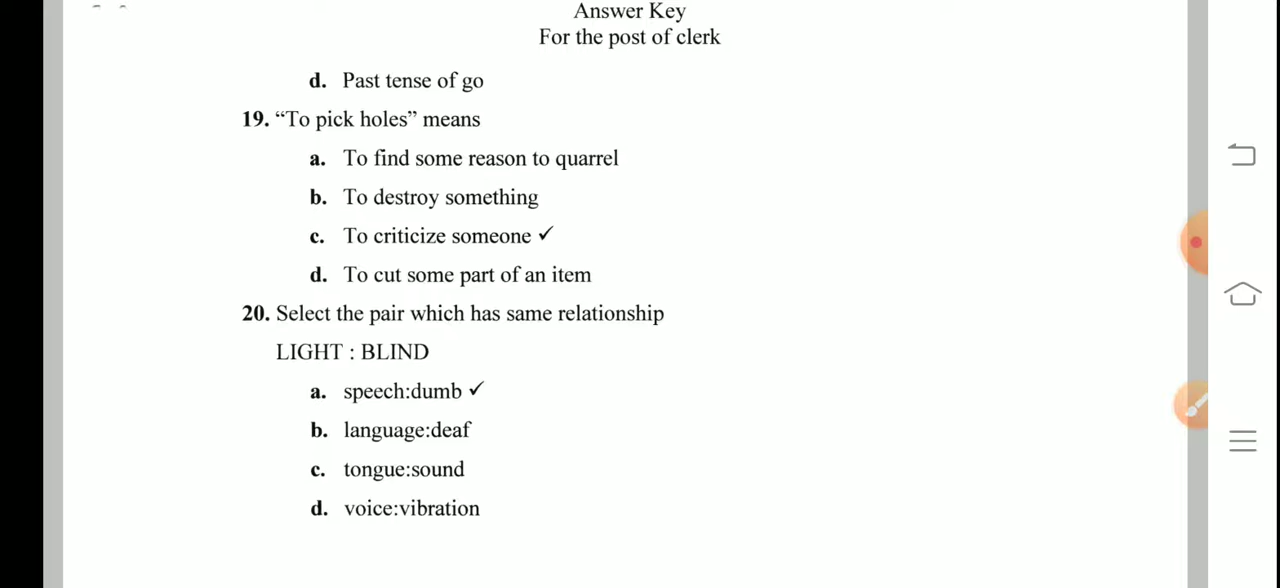 Answer Key
For the post of clerk
d. Past tense of go
19. “To pick holes” means
a. To find some reason to quarrel
b. To destroy something
c. To criticize someone ✓
d. To cut some part of an item
20. Select the pair which has same relationship
LIGHT : BLIND
a. speech:dumb ✓
b. language:deaf
c. tongue:sound
d. voice:vibration